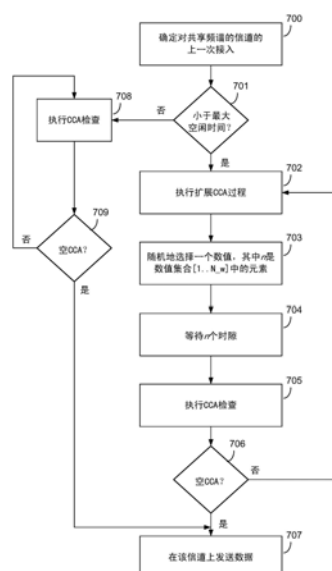 700
确定对共享频谱的信道的
上一次接入
701
小于最大
空闲时间?
否
是
708
执行CCA检查
702
执行扩展CCA过程
709
空CCA?
否
是
703
随机地选择一个数值,其中n是
数值集合[1..N_w]中的元素
704
等待n个时隙
705
执行CCA检查
706
空CCA?
否
是
707
在该信道上发送数据